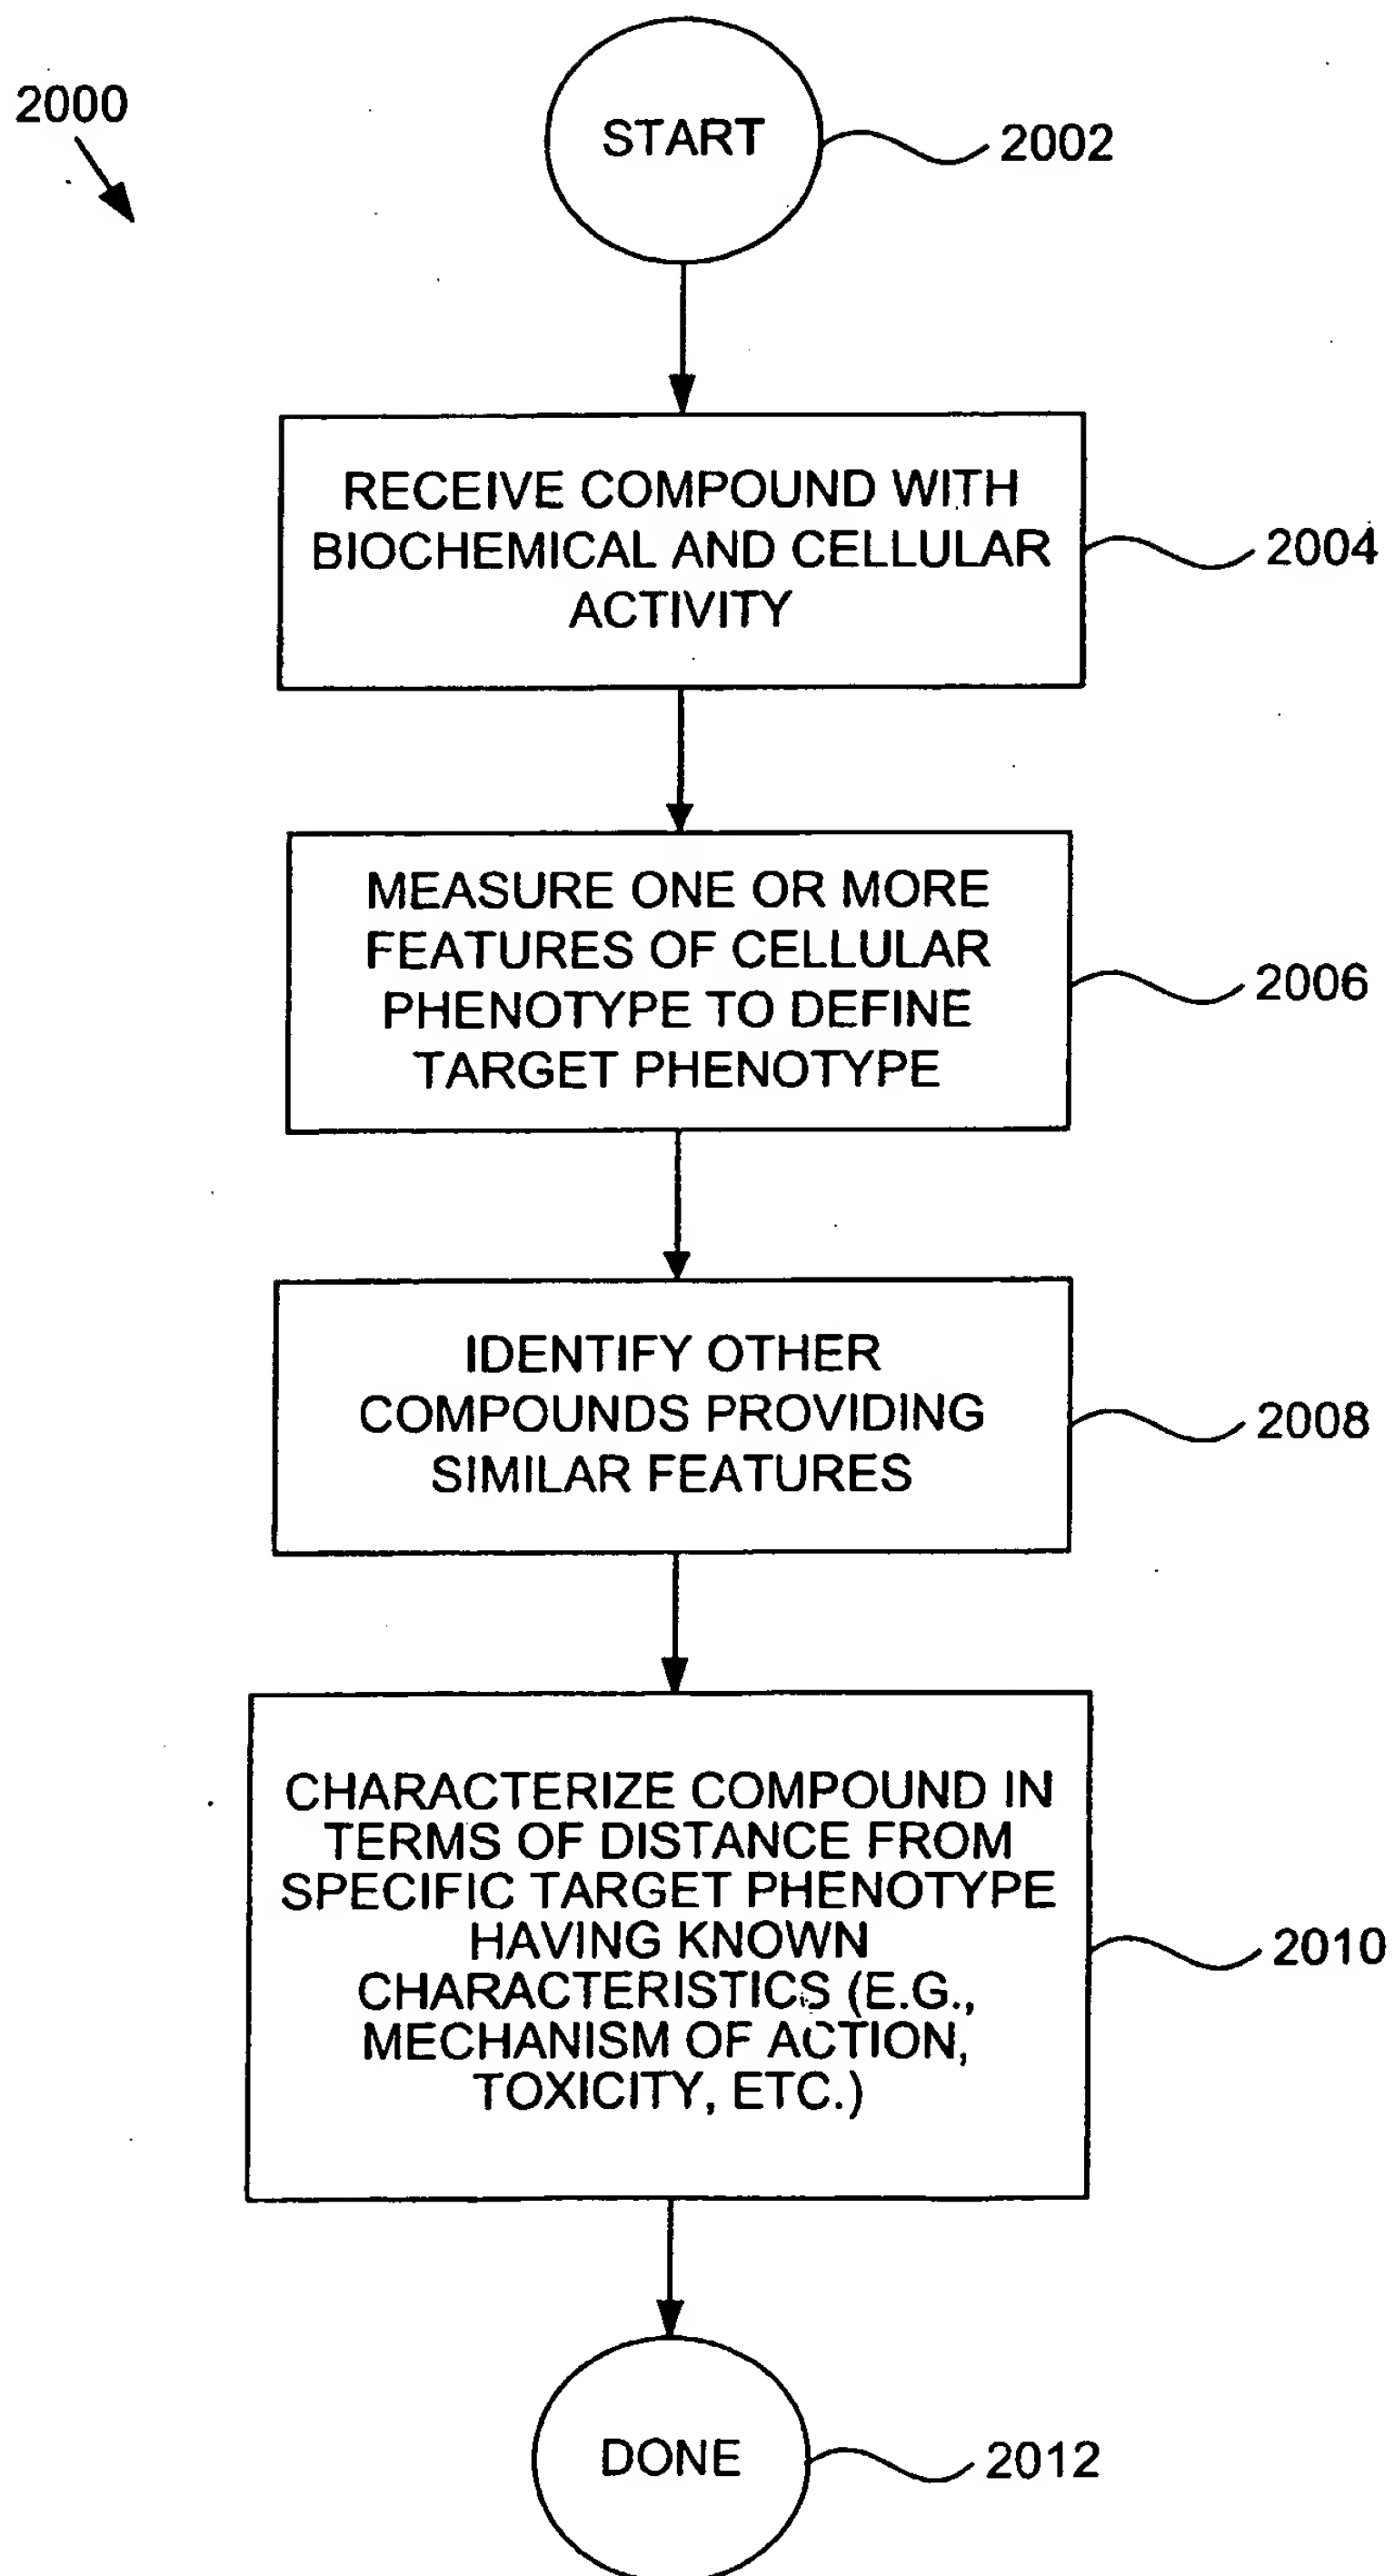 2000
START
2002
RECEIVE COMPOUND WITH
BIOCHEMICAL AND CELLULAR
ACTIVITY
2004
MEASURE ONE OR MORE
FEATURES OF CELLULAR
PHENOTYPE TO DEFINE
TARGET PHENOTYPE
2006
IDENTIFY OTHER
COMPOUNDS PROVIDING
SIMILAR FEATURES
2008
CHARACTERIZE COMPOUND IN
TERMS OF DISTANCE FROM
SPECIFIC TARGET PHENOTYPE
HAVING KNOWN
CHARACTERISTICS (E.G.,
MECHANISM OF ACTION,
TOXICITY, ETC.)
2010
DONE
2012